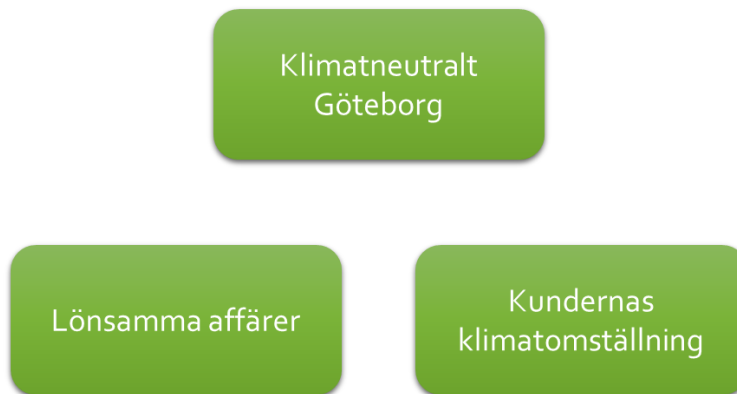 Klimatneutralt
Göteborg
Lönsamma affärer
Kundernas
klimatomställning